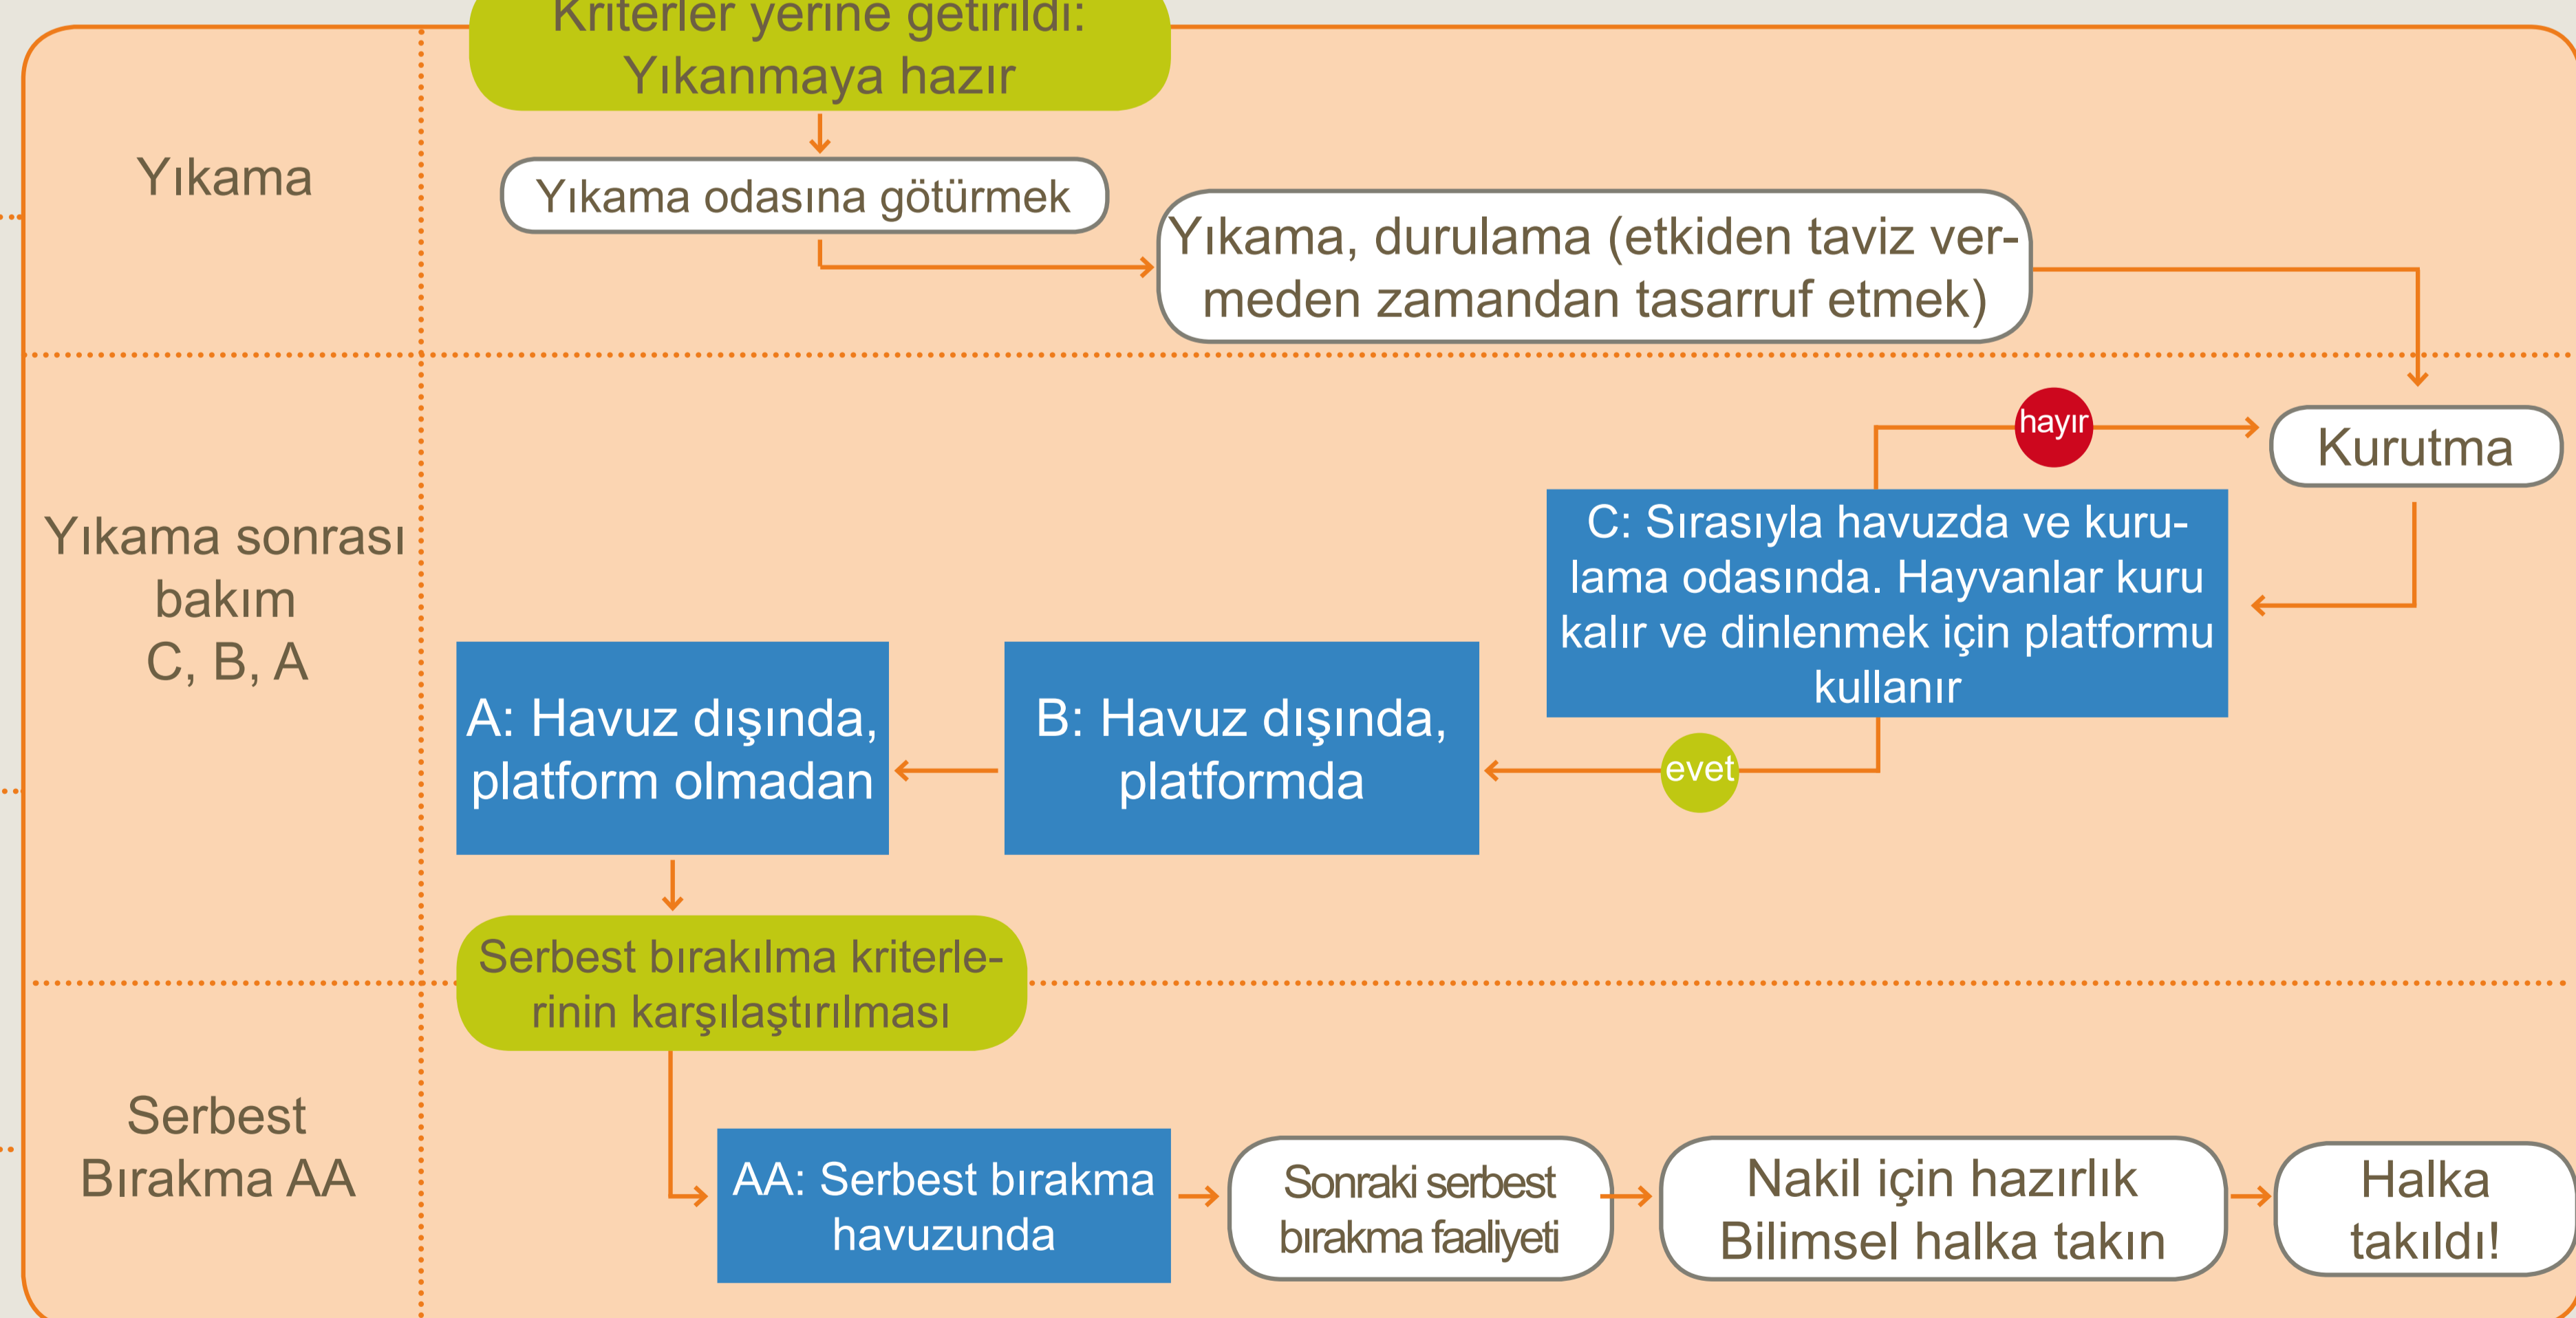 Kriterler yerine getirildi:
Yıkanmaya hazır
Yıkama
Yıkama odasına götürmek
Yıkama, durulama (etkiden taviz ver-
meden zamandan tasarruf etmek)
hayır
Kurutma
Yıkama sonrası
bakım
C, B, A
C: Sırasıyla havuzda ve kuru-
lama odasında. Hayvanlar kuru
kalır ve dinlenmek için platformu
kullanır
A: Havuz dışında,
platform olmadan
B: Havuz dışında,
platformda
evet
Serbest bırakılma kriterle-
rinin karşılaştırılması
Serbest
Bırakma AA
AA: Serbest bırakma
havuzunda
Sonraki serbest
bırakma faaliyeti
Nakil için hazırlık
Bilimsel halka takın
Halka
takıldı!